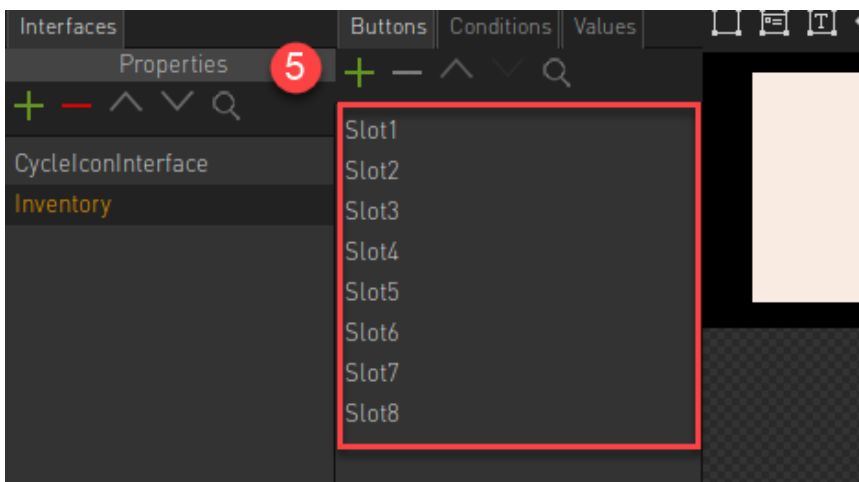 Interfaces
Properties
5
CycleIconInterface
Inventory
Buttons Conditions Values
Slot1
Slot2
Slot3
Slot4
Slot5
Slot6
Slot7
Slot8
T